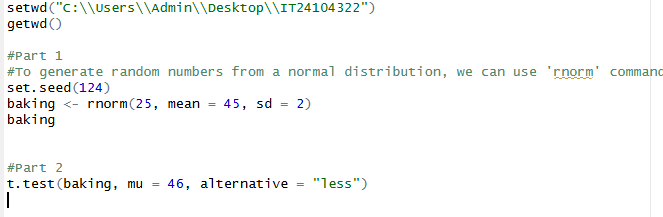 setwd("C:\\Users\\Admin\\Desktop\\IT24104322")
getwd()
#Part 1
#To generate random numbers from a normal distribution, we can use 'rnorm' command
set.seed(124)
baking <- rnorm(25, mean = 45, sd = 2)
baking
#Part 2
t.test(baking, mu = 46, alternative = "less")